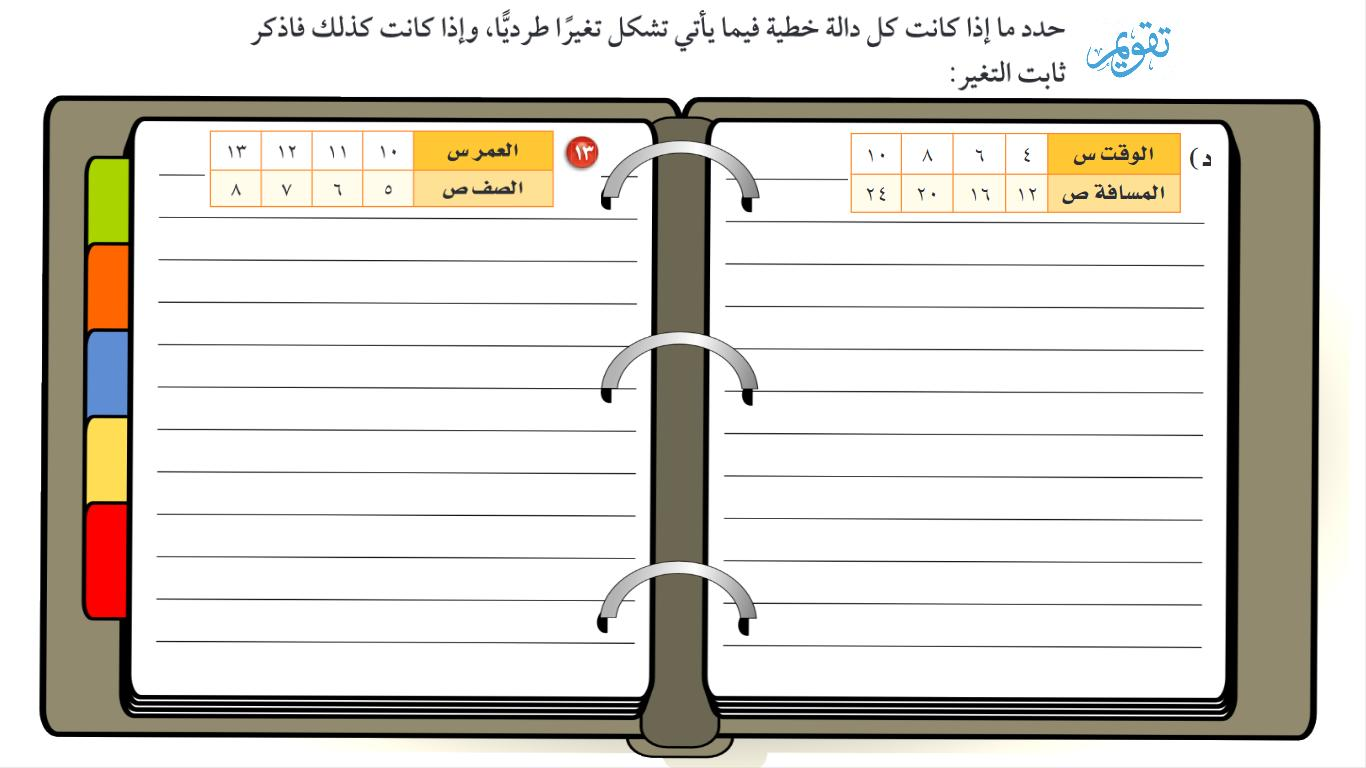 تقويم
حدد ما إذا كانت كل دالة خطية فيما يأتي تشكل تغيرًا طرديًّا، وإذا كانت كذلك فاذكر
ثابت التغير:
د)
الوقت س ٤ ٦ ٨ ١٠
المسافة ص ١٢ ١٦ ٢٠ ٢٤
١٣
العمر س ١٠ ١١ ١٢ ١٣
الصف ص ٥ ٦ ٧ ٨